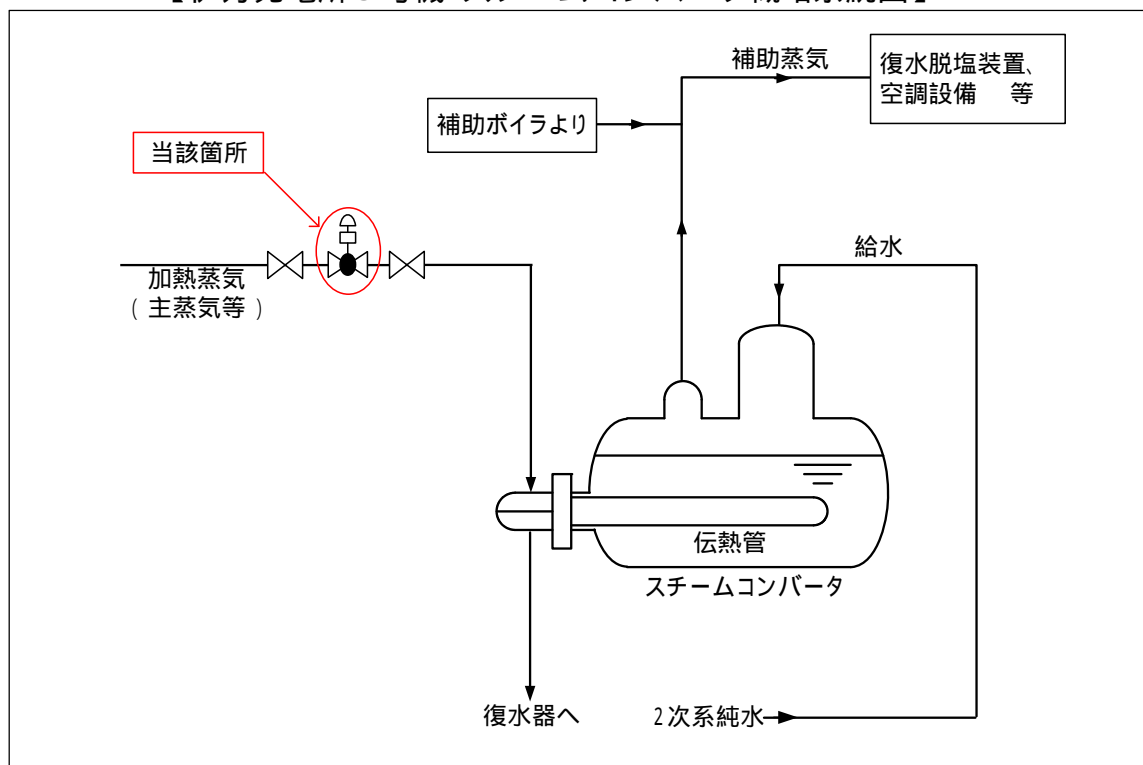 補助蒸気
復水脱塩装置、
空調設備　等
補助ボイラより
当該箇所
加熱蒸気
（主蒸気等）
給水
伝熱管
スチームコンバータ
復水器へ
2次系純水